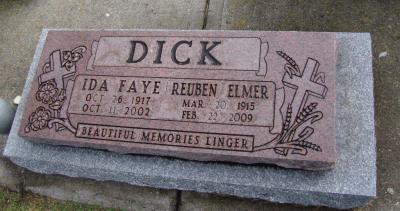 DICK
IDA FAYE
OCT 26 1917
OCT 11 2002
REUBEN ELMER
MAR. 20, 1915
FEB. 22, 2009
BEAUTIFUL MEMORIES LINGER